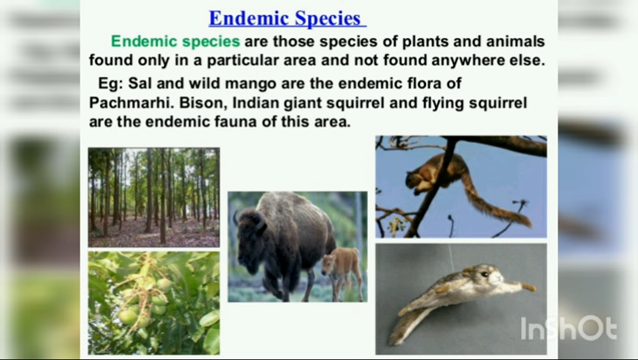 Endemic Species
Endemic species are those species of plants and animals
found only in a particular area and not found anywhere else.
Eg: Sal and wild mango are the endemic flora of
Pachmarhi. Bison, Indian giant squirrel and flying squirrel
are the endemic fauna of this area.
InShOt